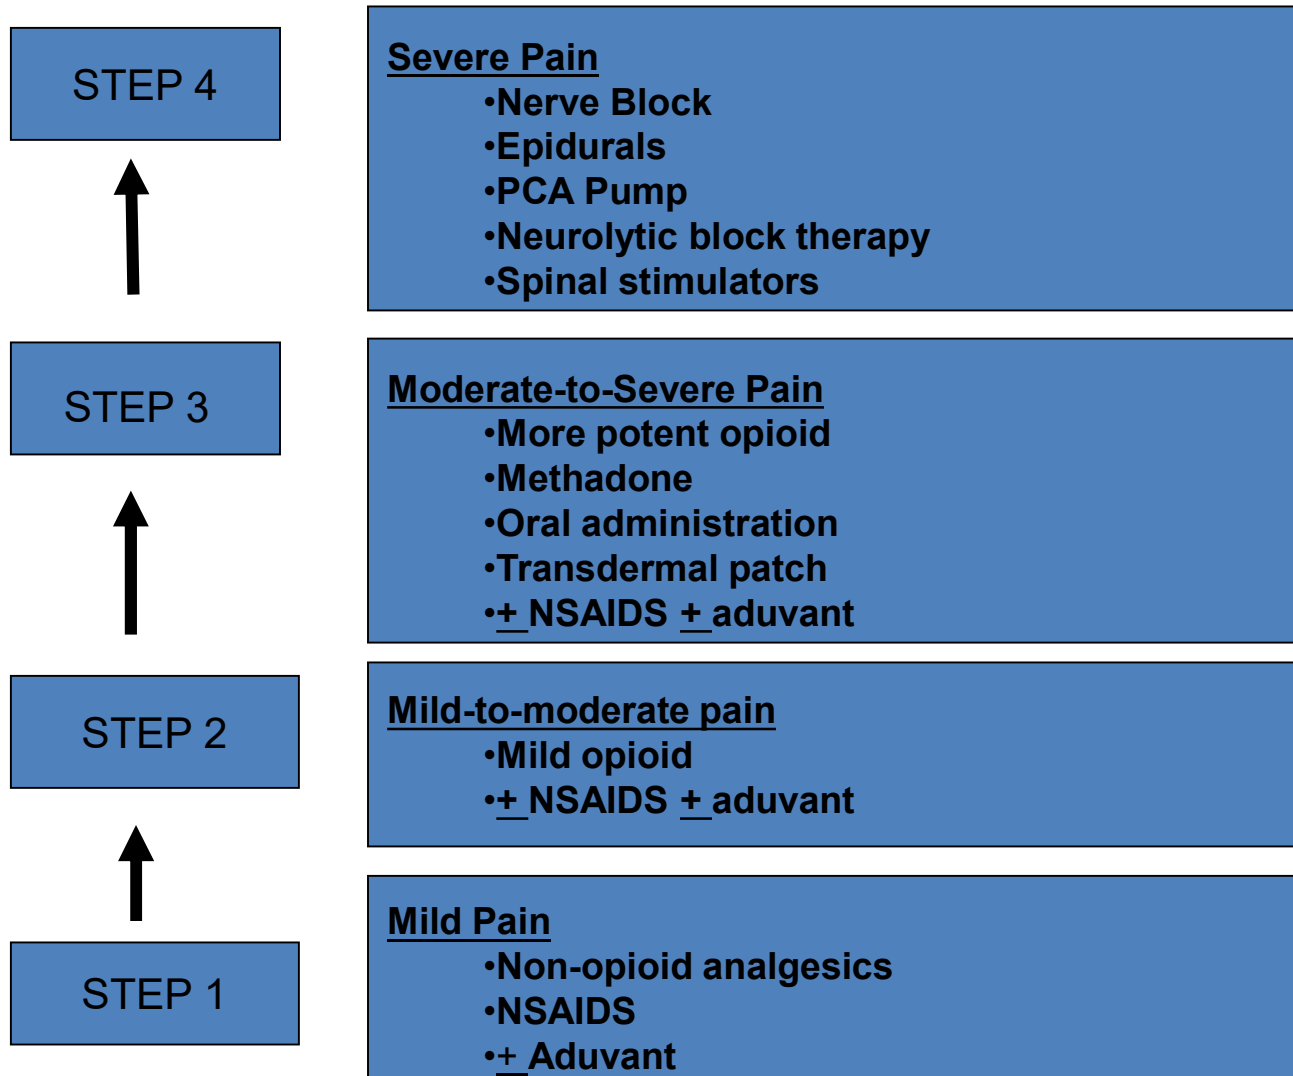 STEP 4
Severe Pain
•Nerve Block
•Epidurals
•PCA Pump
•Neurolytic block therapy
•Spinal stimulators
STEP 3
Moderate-to-Severe Pain
•More potent opioid
•Methadone
•Oral administration
•Transdermal patch
•+ NSAIDS + aduvant
STEP 2
Mild-to-moderate pain
•Mild opioid
•+ NSAIDS + aduvant
STEP 1
Mild Pain
•Non-opioid analgesics
•NSAIDS
•+ Aduvant